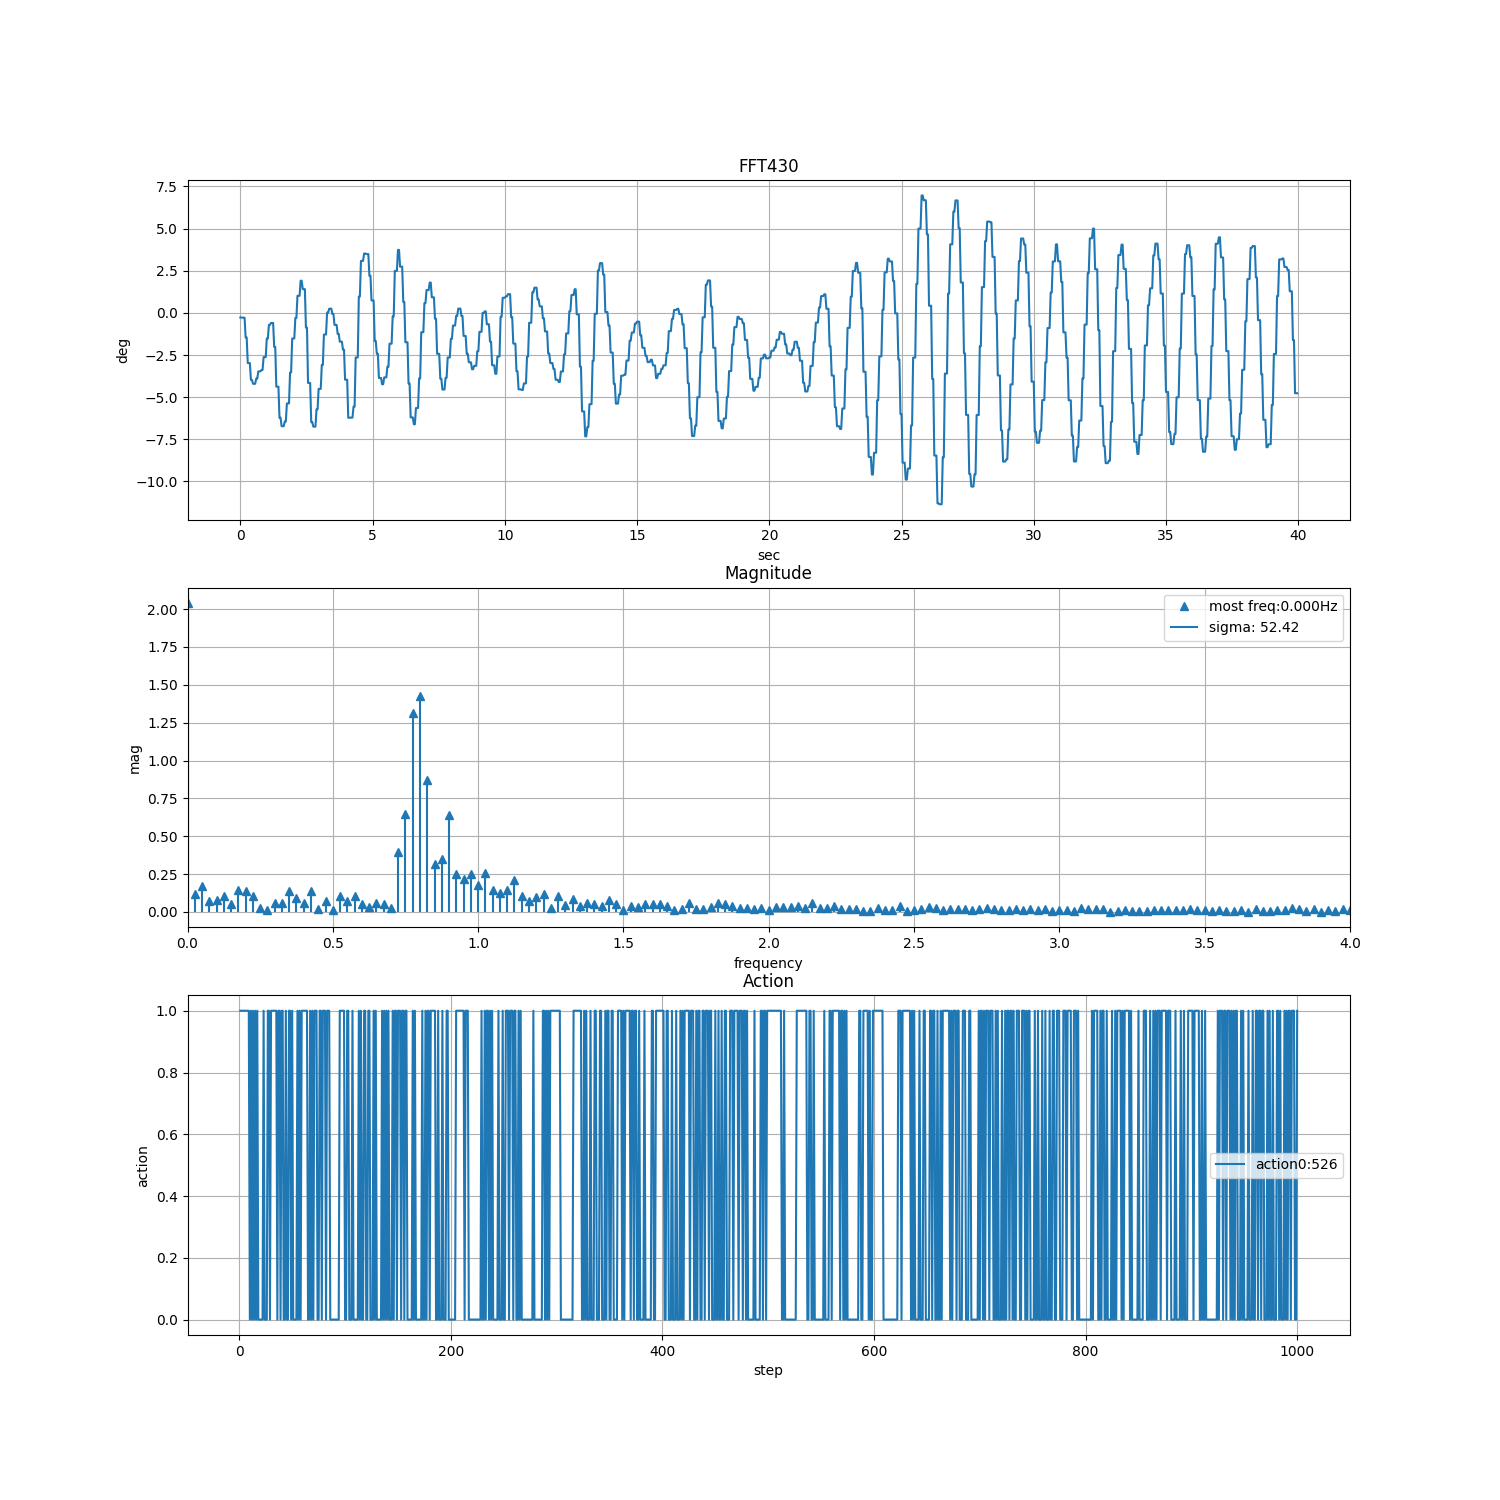 FFT430
7.5
5.0
2.5
0.0
−2.5
−5.0
−7.5
−10.0
deg
0 5 10 15 20 25 30 35 40
sec
Magnitude
2.00
1.75
1.50
1.25
1.00
0.75
0.50
0.25
0.00
mag
most freq:0.000Hz
sigma: 52.42
0.0 0.5 1.0 1.5 2.0 2.5 3.0 3.5 4.0
frequency
Action
1.0
0.8
0.6
0.4
0.2
0.0
action
action0:526
0 200 400 600 800 1000
step